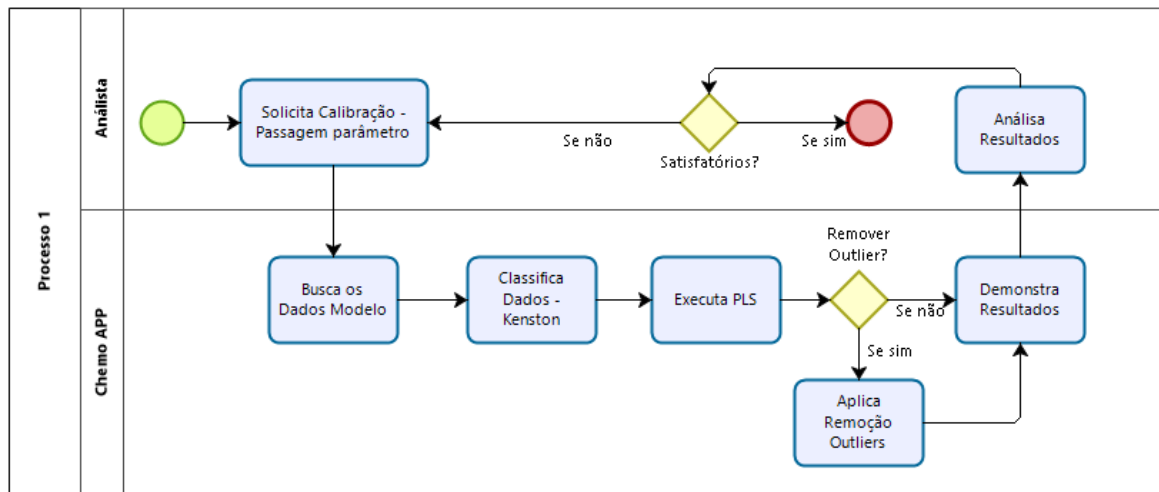 Processo 1
Análista
Solicita Calibração -
Passagem parâmetro
Se não
Satisfatórios?
Se sim
Análisa
Resultados
Chemo APP
Busca os
Dados Modelo
Classifica
Dados -
Kenston
Executa PLS
Remover
Outlier?
Se não
Se sim
Demonstra
Resultados
Aplica
Remoção
Outliers